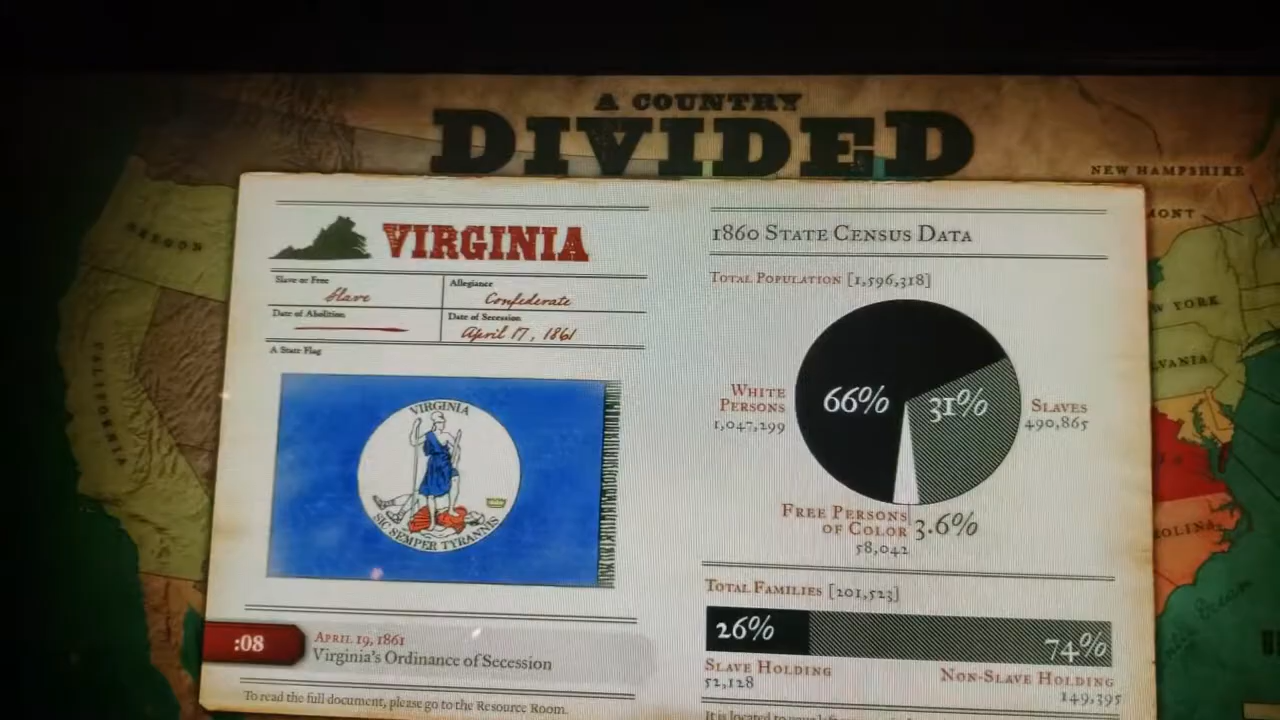 A COUNTRY
DIVIDED
NEW HAMPSHIRE
MONT
OREGON
YORK
VANIA
CALIFORNIA
OLINA
VIRGINIA
Slave or Free
Slave
Allegiance
Confederate
Date of Abolition
Date of Secession
April 17, 1861
A State Flag
VIRGINIA
SIC SEMPER TYRANNIS
:08
April 19, 1861
Virginia's Ordinance of Secession
To read the full document, please go to the Resource Room.
1860 State Census Data
Total Population [1,596,318]
66%
31%
White
Persons
1,047,299
Slaves
490,865
Free Persons
of Color
3.6%
58,042
Total Families [201,523]
26%
74%
Slave Holding
52,128
Non-Slave Holding
149,395